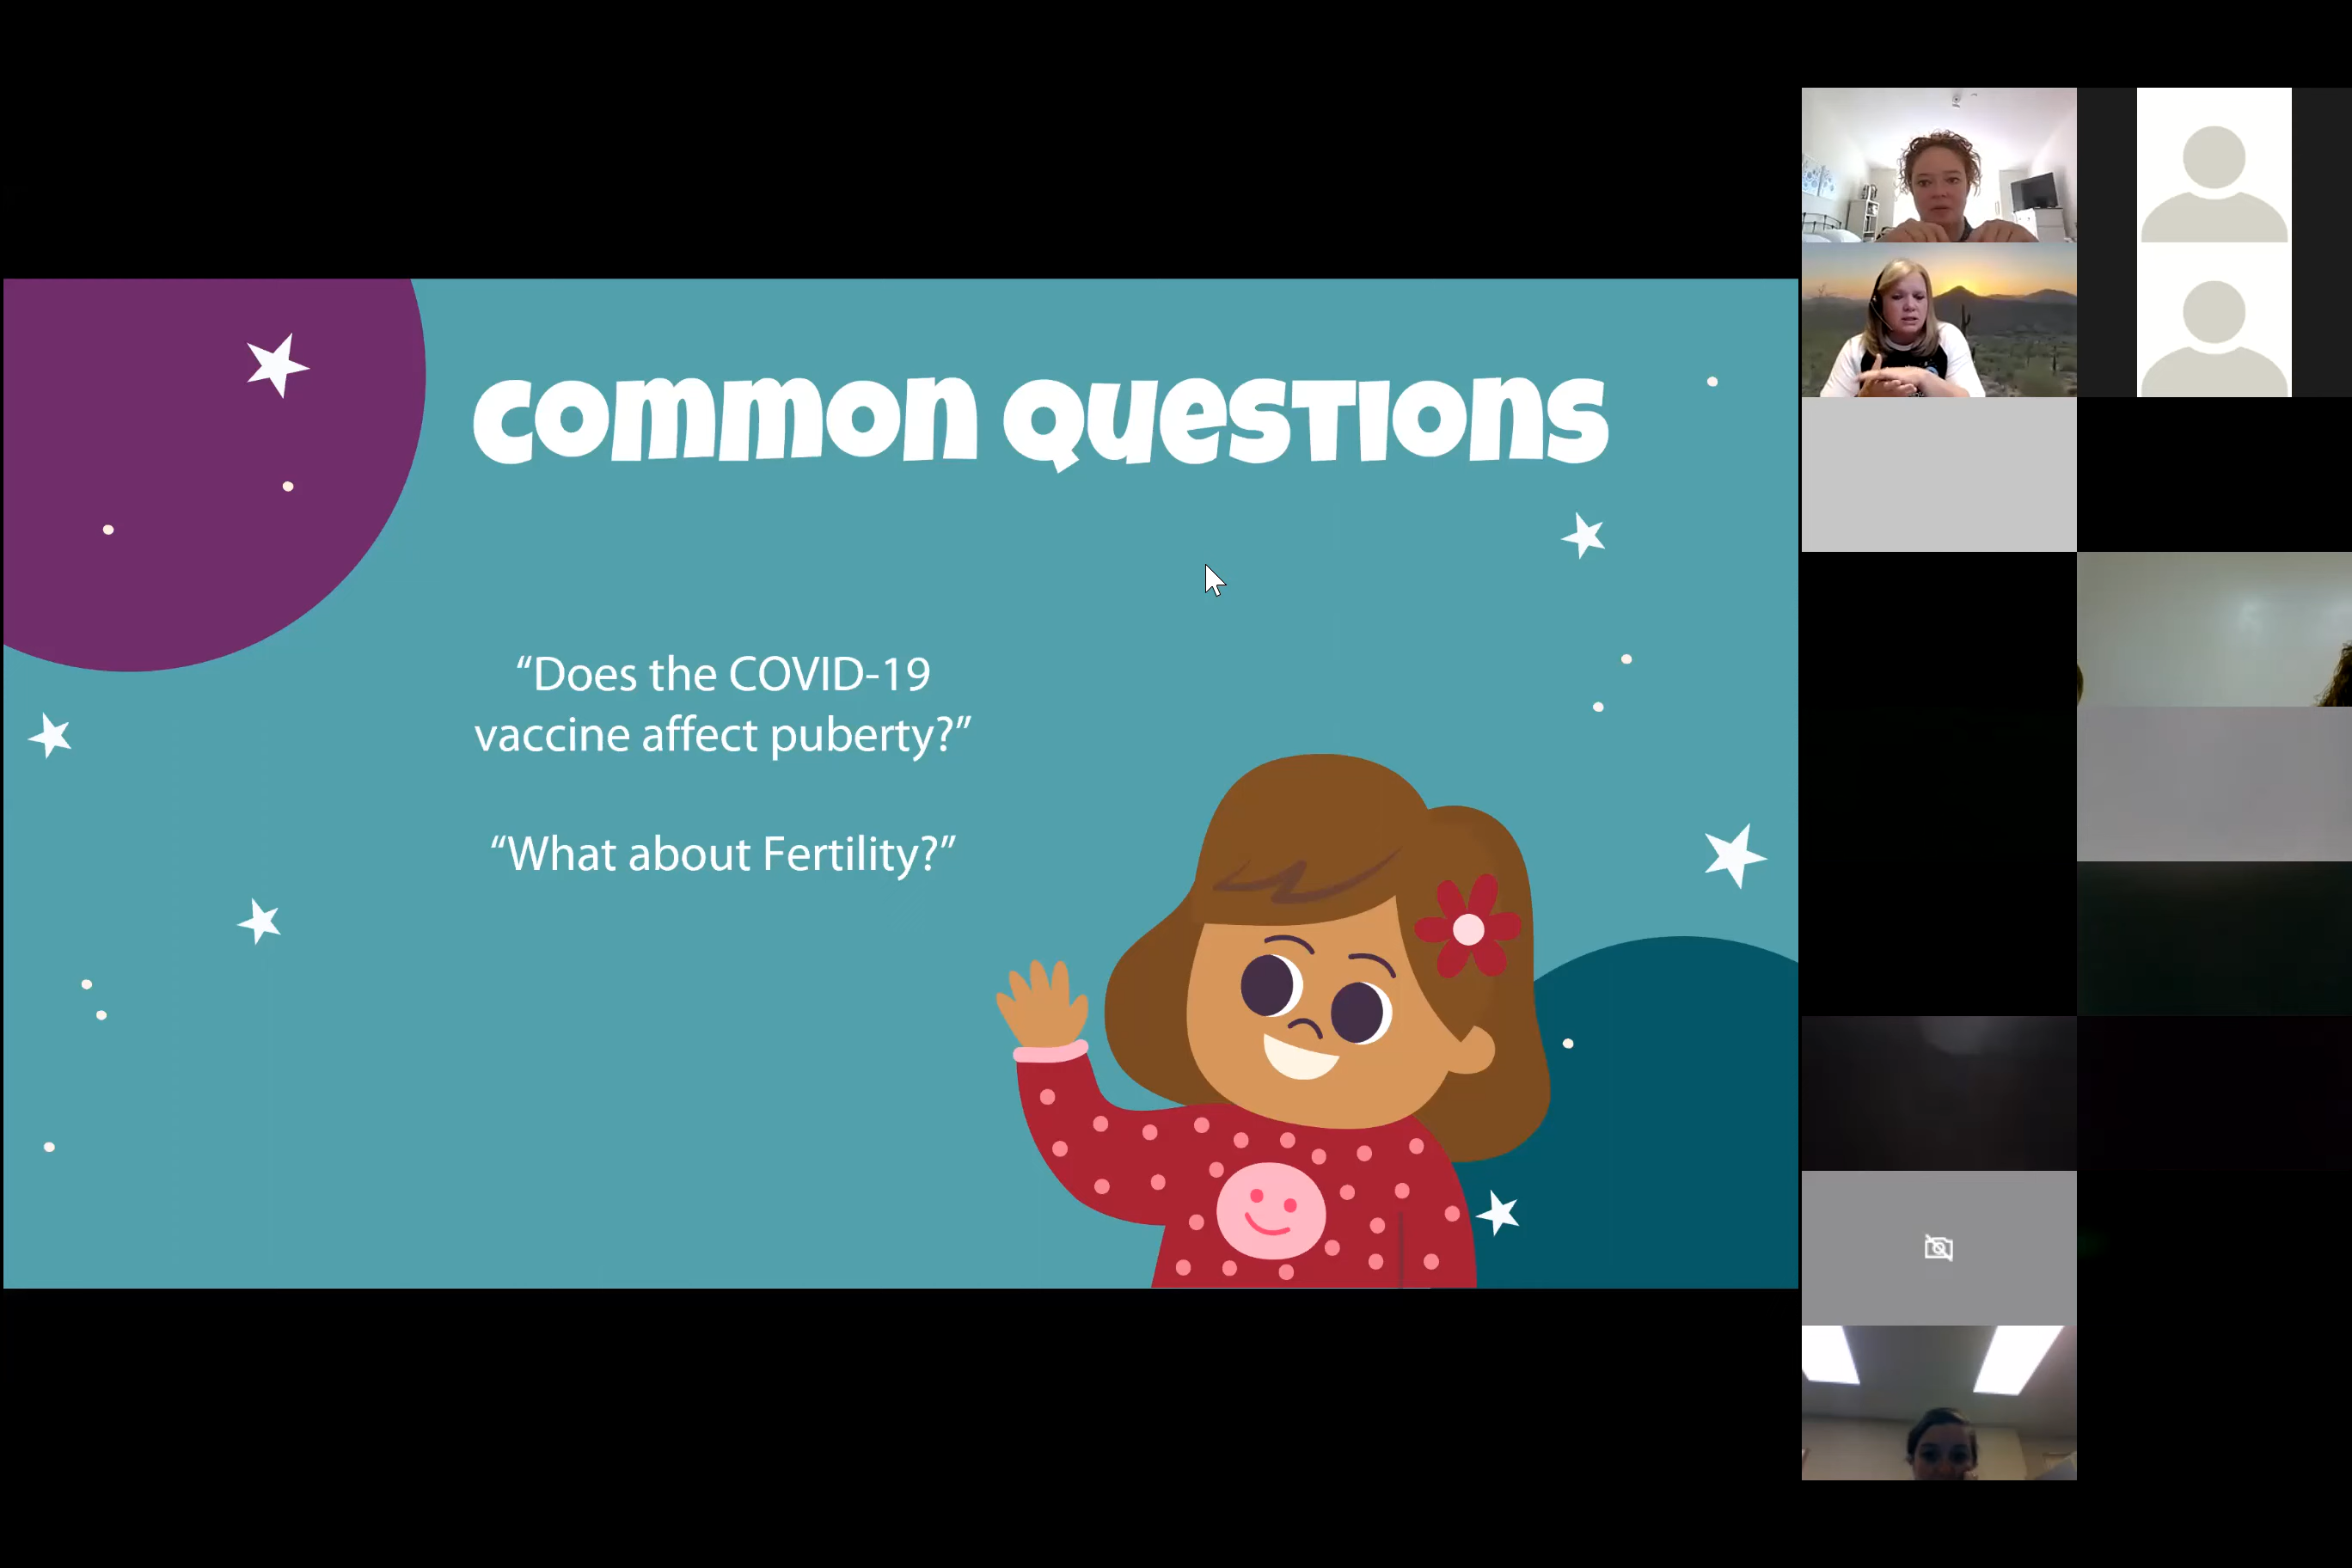 COMMON QUESTIONS
“Does the COVID-19
vaccine affect puberty?”
“What about Fertility?”